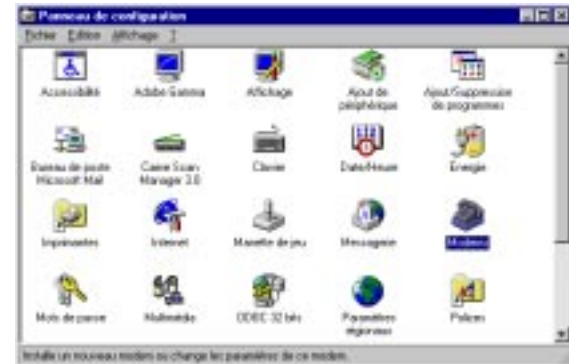 Panneau de configuration
Fichier Edition Affichage ?
Accessibilité
Adobe Gamma
Affichage
Ajout de périphérique
Ajout/Suppression de programmes
Bureau de poste Microsoft Mail
Manager 3.0
Clavier
Date/Heure
Energie
Imprimantes
Internet
Manette de jeu
Messagerie
Modems
Mots de passe
Multimédia
ODBC 32 bits
Paramètres régionaux
Polices
Installe un nouveau modem ou change les paramètres de ce modem.